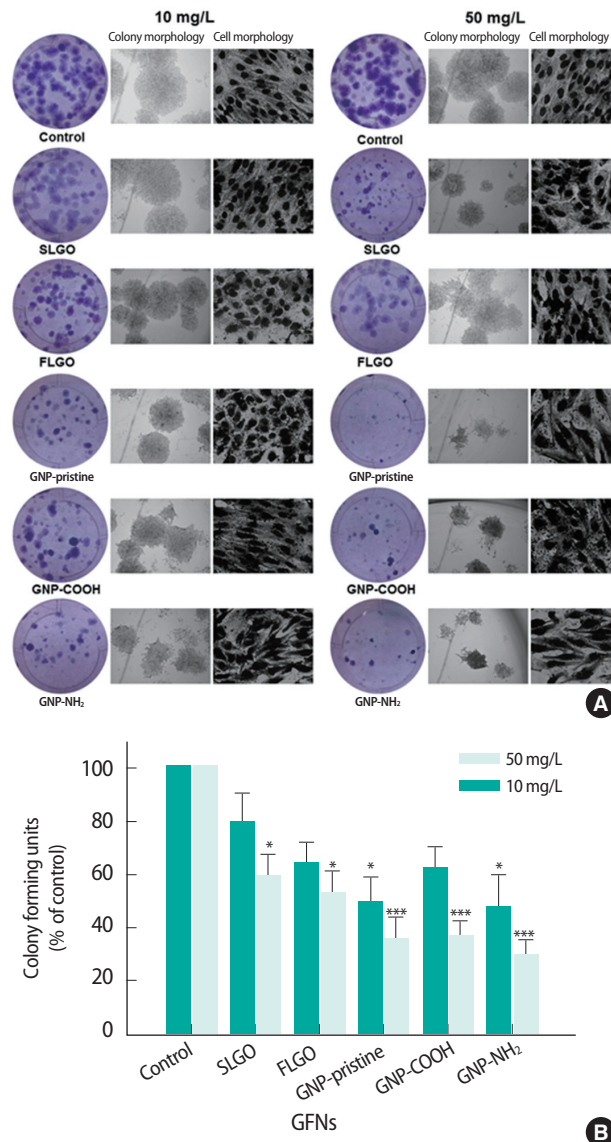 10 mg/L
50 mg/L
Colony morphology Cell morphology
Colony morphology Cell morphology
Control
Control
SLGO
SLGO
FLGO
FLGO
GNP-pristine
GNP-pristine
GNP-COOH
GNP-COOH
GNP-NH₂
GNP-NH₂
A
100
80
60
40
20
0
Colony forming units
(% of control)
50 mg/L
10 mg/L
*
*
*
***
***
*
***
Control
SLGO
FLGO
GNP-pristine
GNP-COOH
GNP-NH₂
GFNs
B